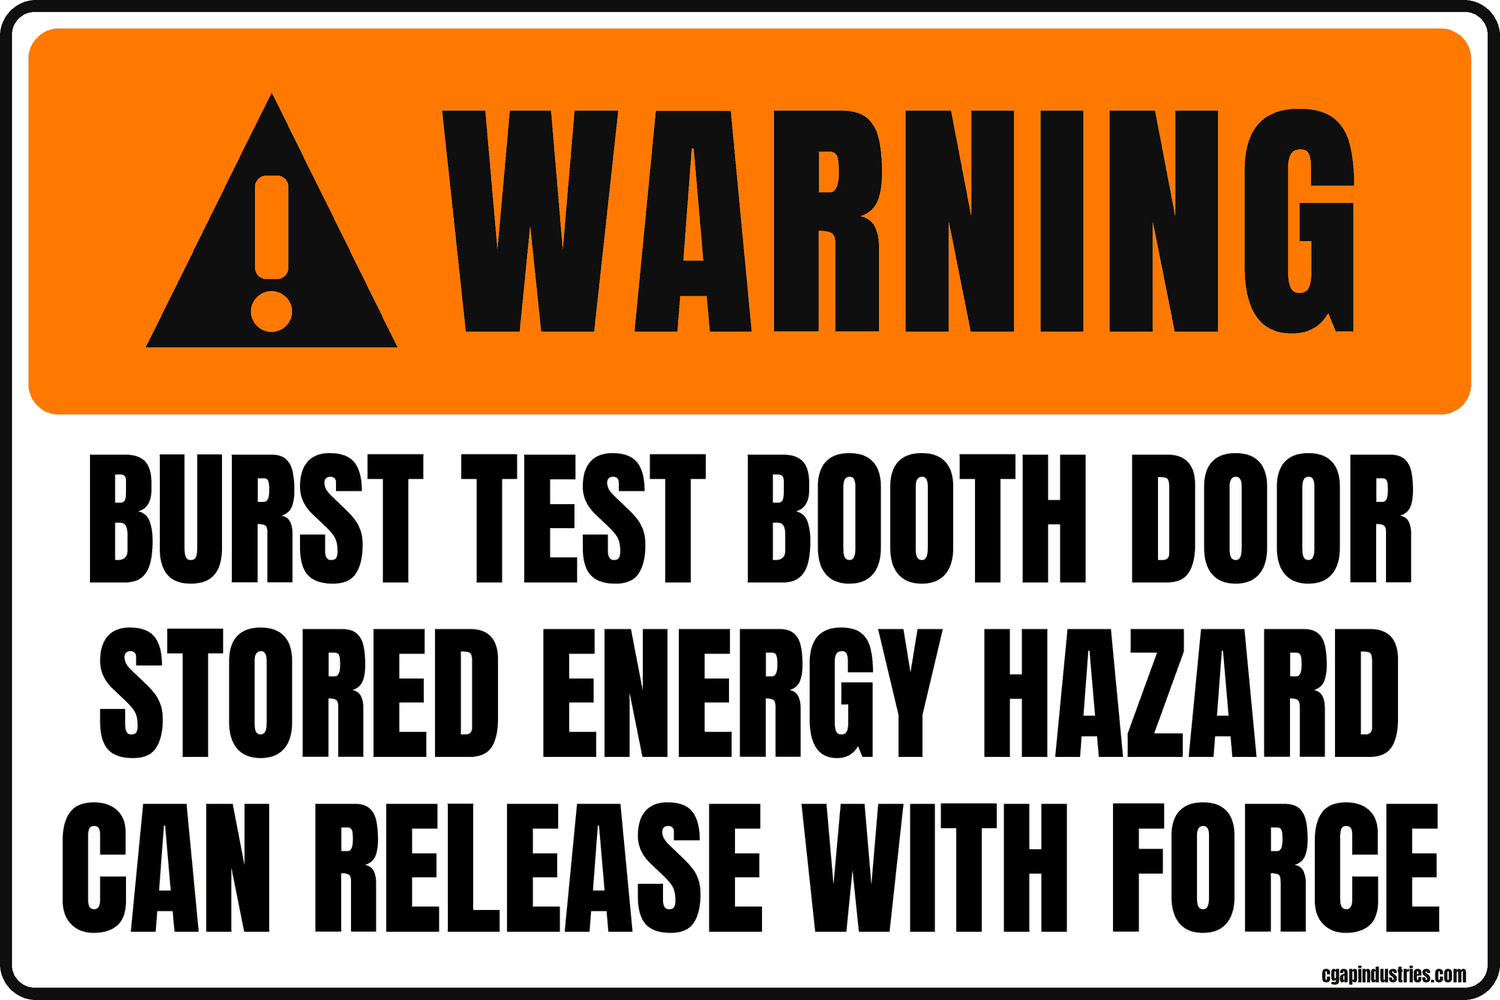 WARNING
BURST TEST BOOTH DOOR
STORED ENERGY HAZARD
CAN RELEASE WITH FORCE
cgapindustries.com